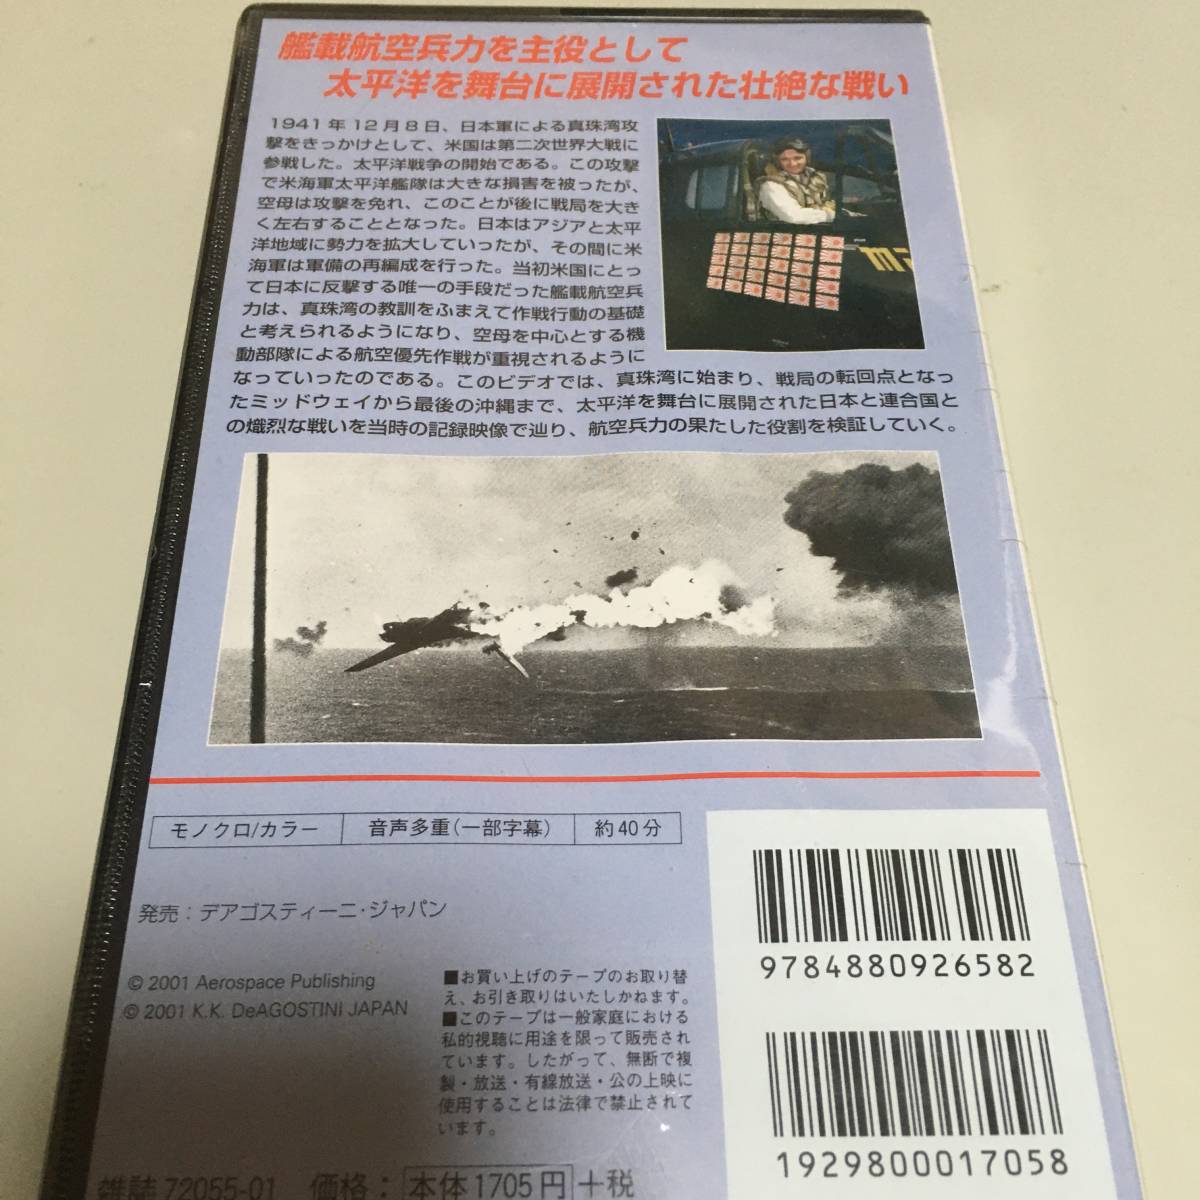 艦載航空兵力を主役として
太平洋を舞台に展開された壮絶な戦い
1941年12月8日、日本軍による真珠湾攻
撃をきっかけとして、米国は第二次世界大戦に
参戦した。太平洋戦争の開始である。この攻撃
で米海軍太平洋艦隊は大きな損害を被ったが、
空母は攻撃を免れ、このことが後に戦局を大き
く左右することとなった。日本はアジアと太平
洋地域に勢力を拡大していったが、その間に米
海軍は軍備の再編成を行った。当初米国にとっ
て日本に反撃する唯一の手段だった艦載航空兵
力は、真珠湾の教訓をふまえて作戦行動の基礎
と考えられるようになり、空母を中心とする機
動部隊による航空優先作戦が重視されるように
なっていったのである。このビデオでは、真珠湾に始まり、戦局の転回点となっ
たミッドウェイから最後の沖縄まで、太平洋を舞台に展開された日本と連合国と
の熾烈な戦いを当時の記録映像で辿り、航空兵力の果たした役割を検証していく。
モノクロ/カラー
音声多重(一部字幕)
約40分
発売:デアゴスティーニ・ジャパン
© 2001 Aerospace Publishing
© 2001 K.K. DeAGOSTINI JAPAN
■お買い上げのテープのお取り替
え、お引き取りはいたしかねます。
■このテープは一般家庭における
私的視聴に用途を限って販売され
ています。したがって、無断で複
製・放送・有線放送・公の上映に
使用することは法律で禁止されて
います。
9784880926582
1929800017058
雑誌 72055-01 価格: 本体1705円+税